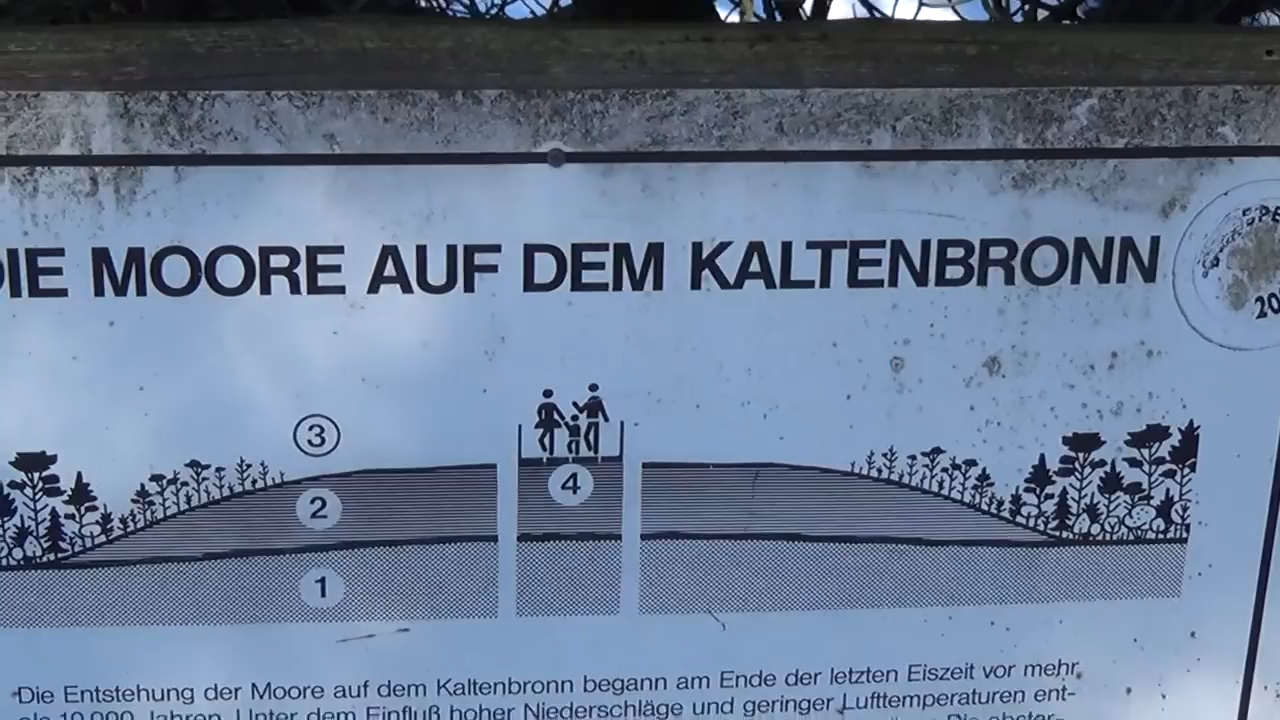 DIE MOORE AUF DEM KALTENBRONN
3
2
4
1
Die Entstehung der Moore auf dem Kaltenbronn begann am Ende der letzten Eiszeit vor mehr
als 10 000 Jahren. Unter dem Einfluß hoher Niederschläge und geringer Lufttemperaturen ent-